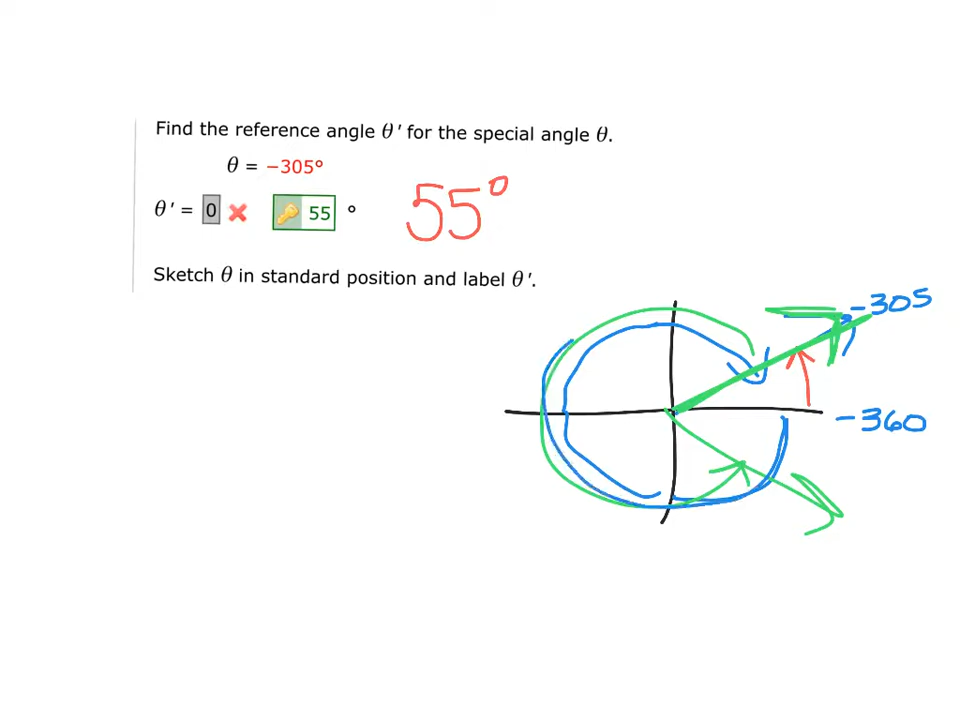 Find the reference angle θ' for the special angle θ.
θ = −305°
θ' = 0 ✖ 55 °
55°
Sketch θ in standard position and label θ'.
-305
-360